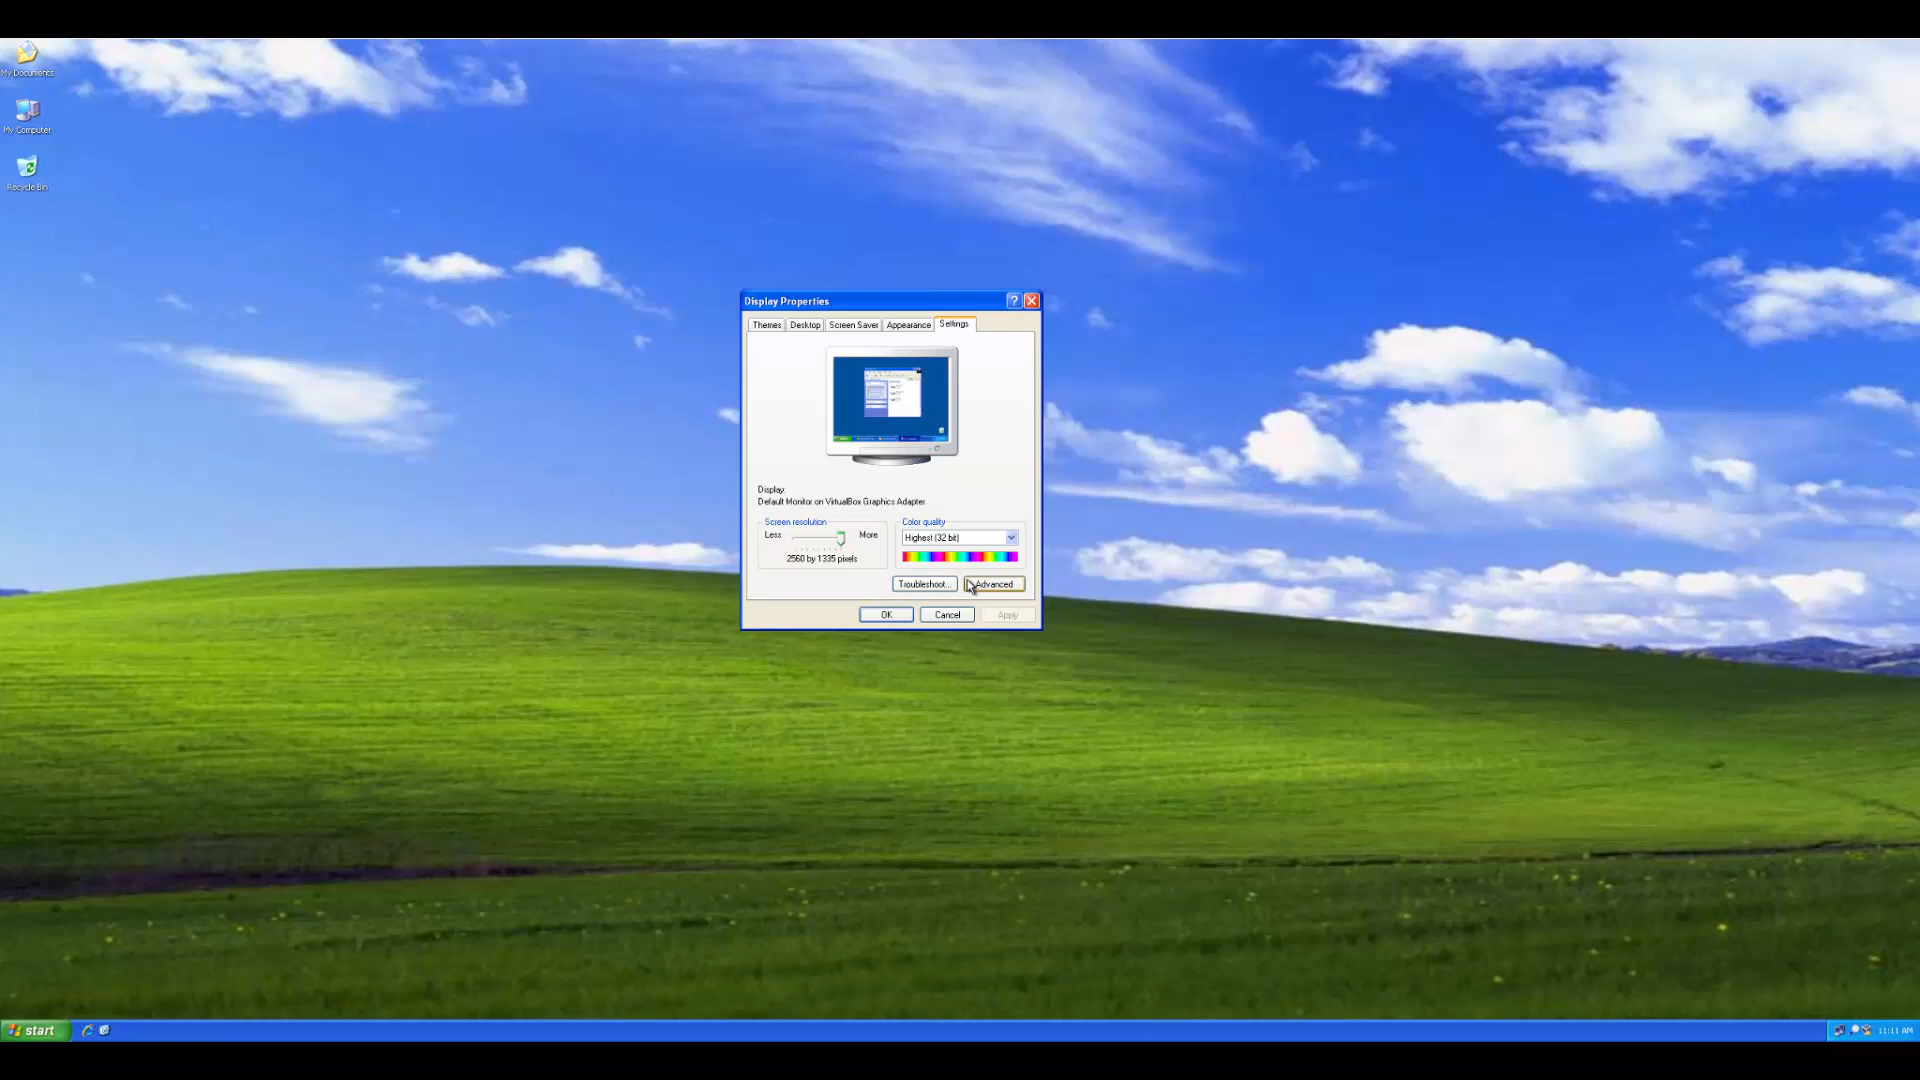 My Documents
My Computer
Recycle Bin
Display Properties
Themes Desktop Screen Saver Appearance Settings
Display:
Default Monitor on VirtualBox Graphics Adapter
Screen resolution
Less More
2560 by 1335 pixels
Color quality
Highest (32 bit)
Troubleshoot... Advanced
OK Cancel Apply
start
11:11 AM